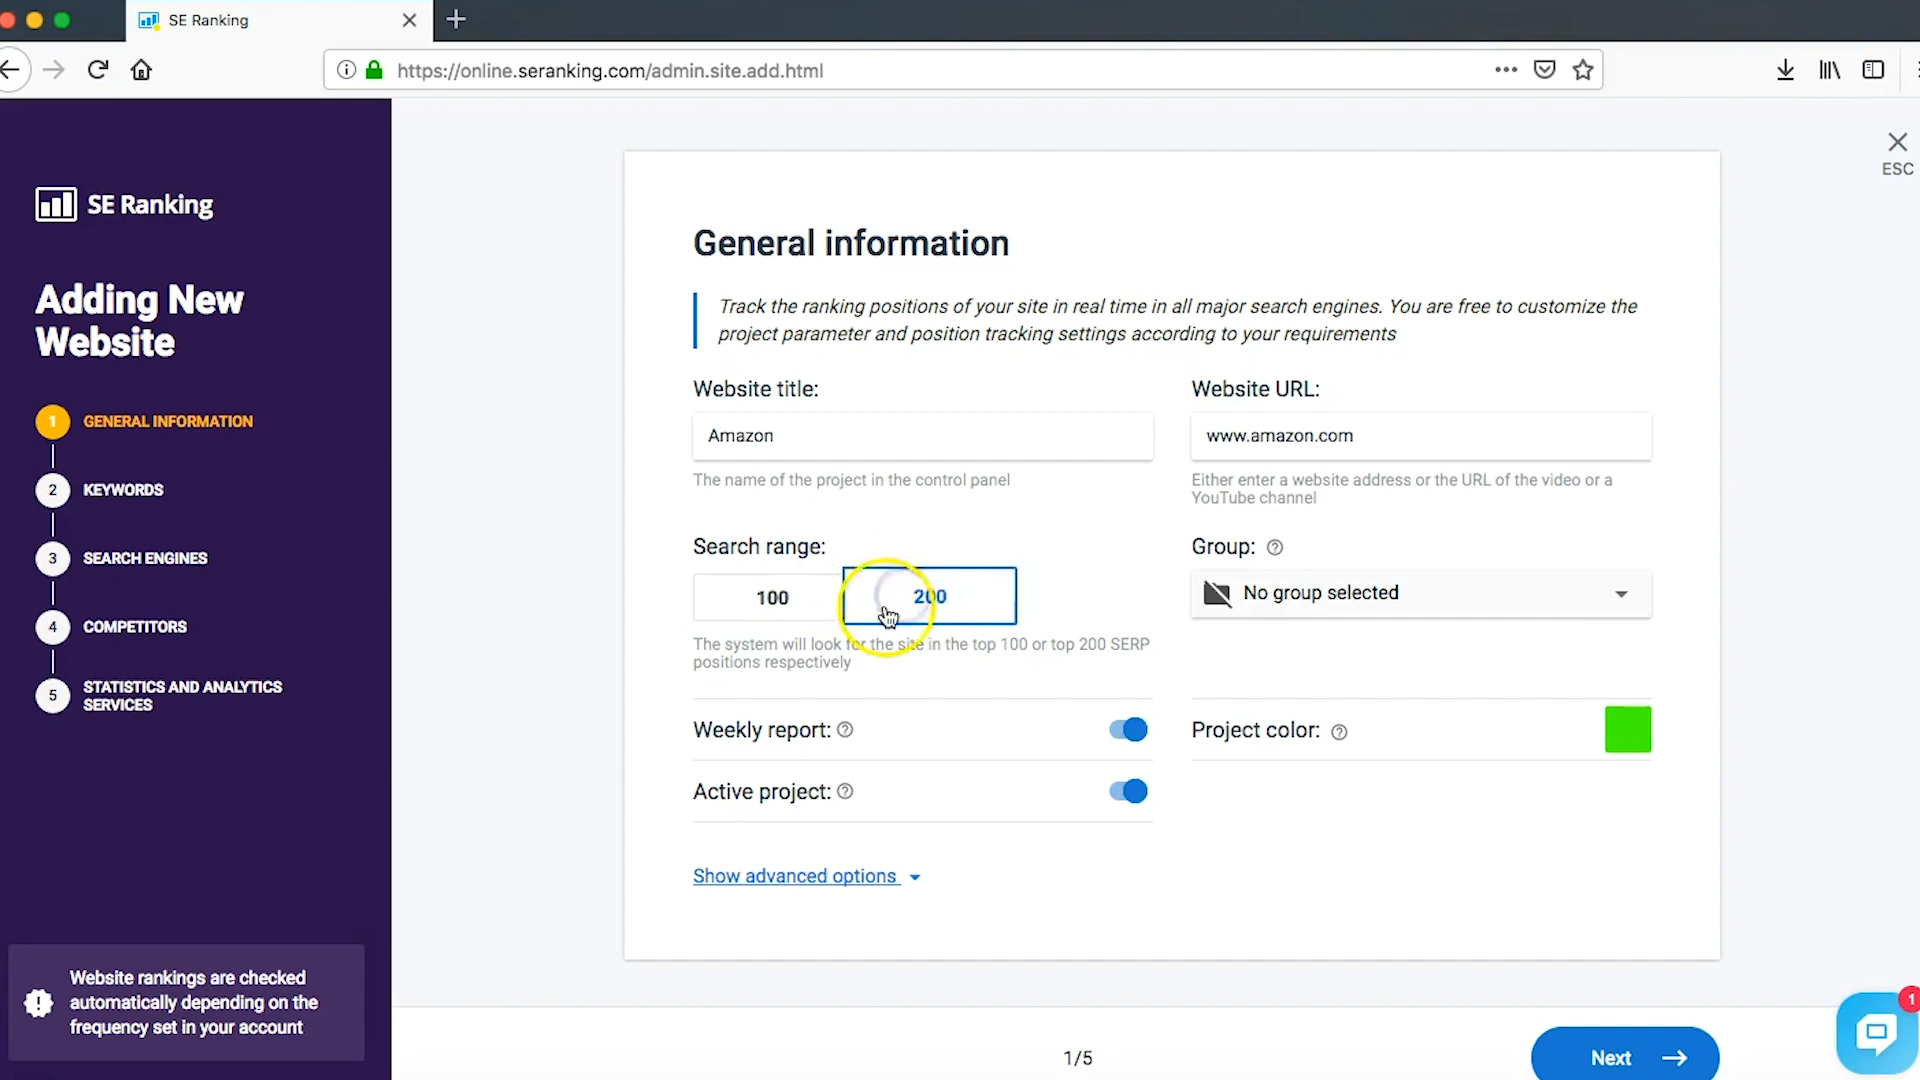 SE Ranking
https://online.seranking.com/admin.site.add.html
ESC
SE Ranking
Adding New
Website
1 GENERAL INFORMATION
2 KEYWORDS
3 SEARCH ENGINES
4 COMPETITORS
5 STATISTICS AND ANALYTICS
SERVICES
Website rankings are checked
automatically depending on the
frequency set in your account
General information
Track the ranking positions of your site in real time in all major search engines. You are free to customize the
project parameter and position tracking settings according to your requirements
Website title:
Amazon
The name of the project in the control panel
Website URL:
www.amazon.com
Either enter a website address or the URL of the video or a
YouTube channel
Search range:
100 200
The system will look for the site in the top 100 or top 200 SERP
positions respectively
Group:
No group selected
Weekly report:
Project color:
Active project:
Show advanced options
1/5
Next
1